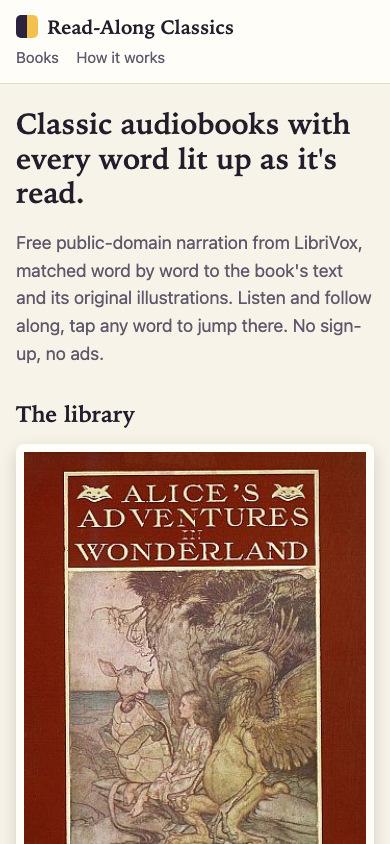 Read-Along Classics
Books How it works
Classic audiobooks with
every word lit up as it's
read.
Free public-domain narration from LibriVox,
matched word by word to the book's text
and its original illustrations. Listen and follow
along, tap any word to jump there. No sign-
up, no ads.
The library
ALICE'S
ADVENTURES
IN
WONDERLAND